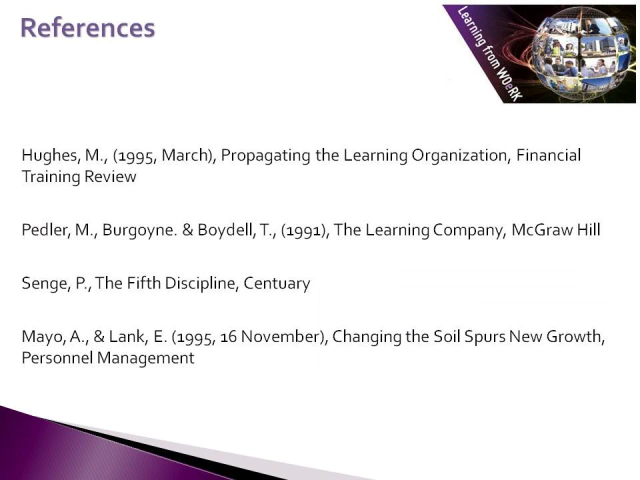 References
Learning from WOeRK
Hughes, M., (1995, March), Propagating the Learning Organization, Financial
Training Review
Pedler, M., Burgoyne. & Boydell, T., (1991), The Learning Company, McGraw Hill
Senge, P., The Fifth Discipline, Centuary
Mayo, A., & Lank, E. (1995, 16 November), Changing the Soil Spurs New Growth,
Personnel Management